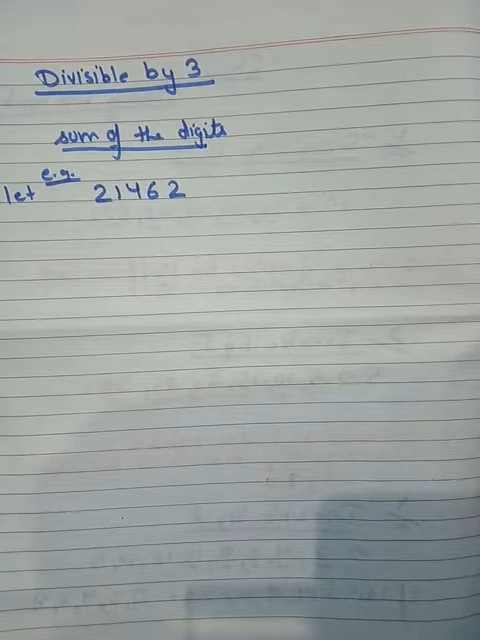 Divisible by 3
sum of the digits
let e.g. 21462